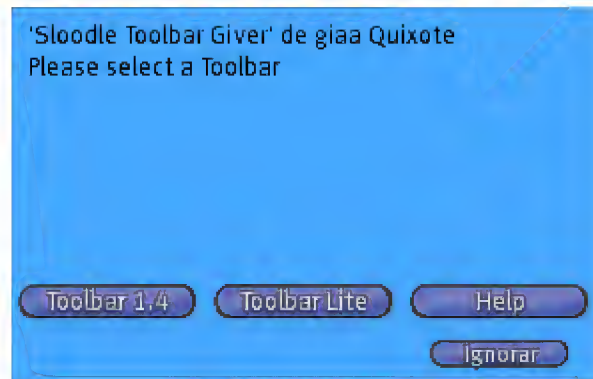 'Sloodle Toolbar Giver' de giaa Quixote
Please select a Toolbar
Toolbar 1.4 Toolbar Lite Help
Ignorar